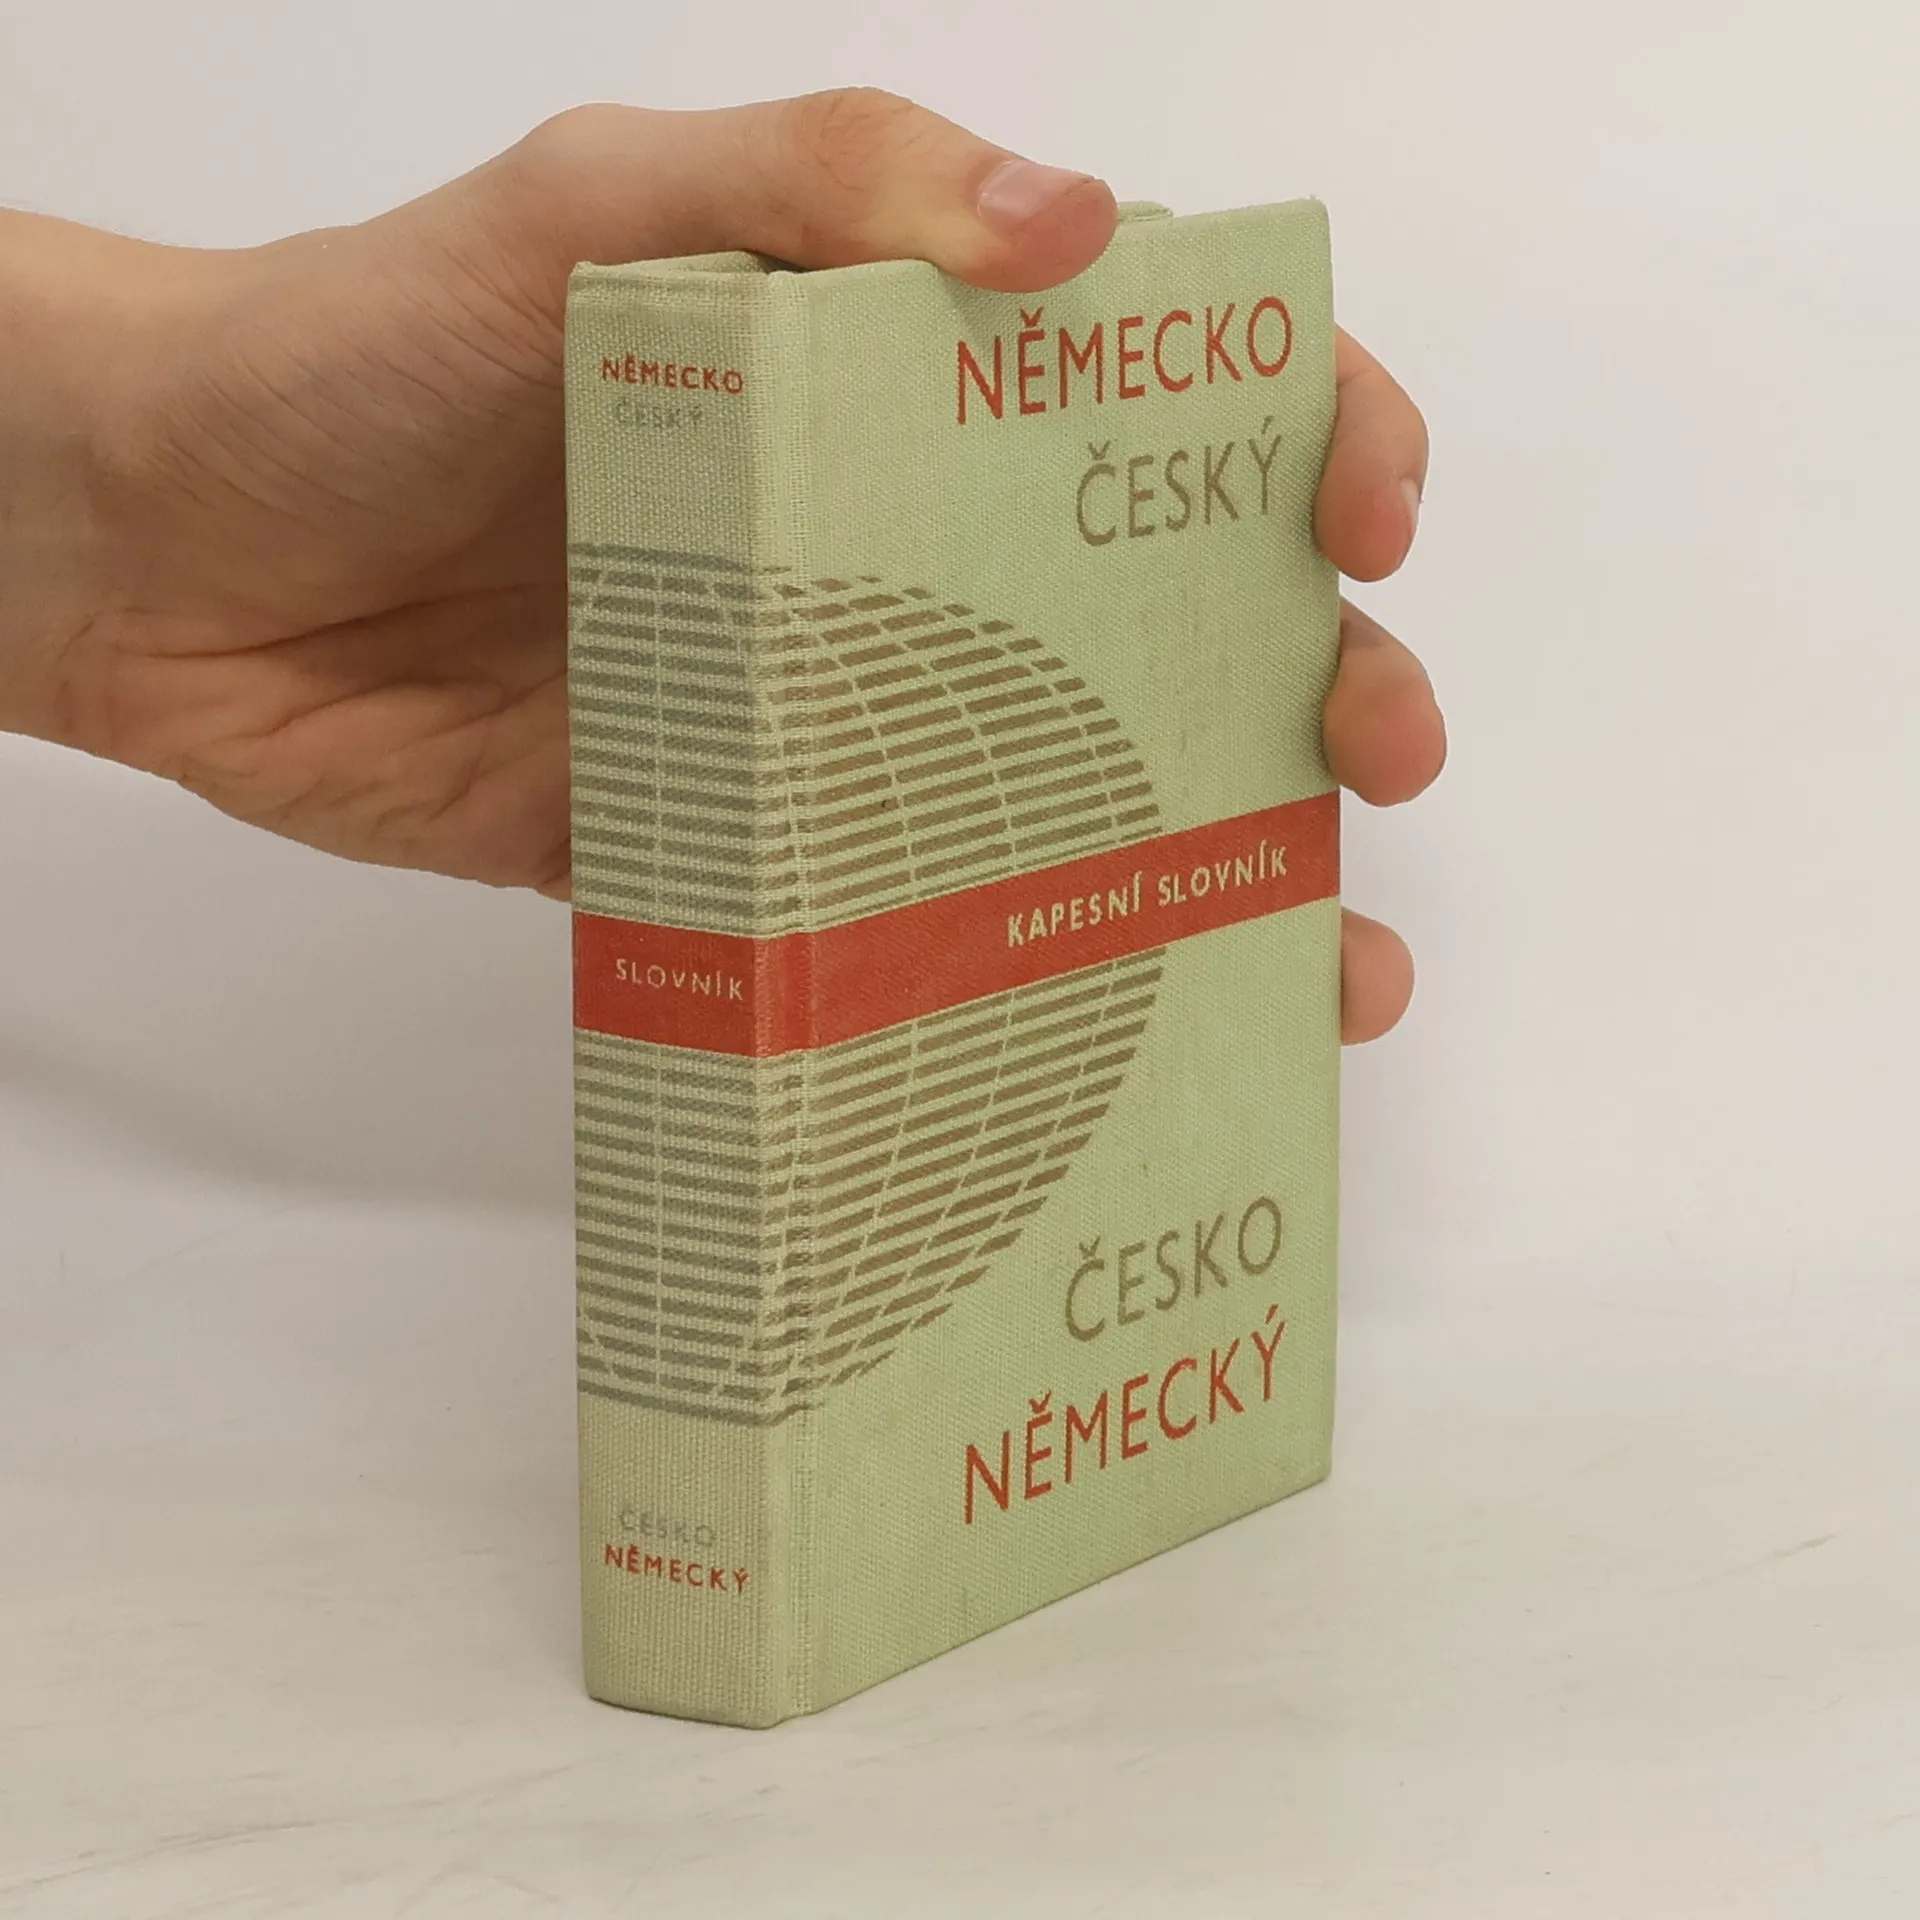 NĚMECKO
ČESKÝ
SLOVNÍK
ČESKO
NĚMECKÝ
NĚMECKO
ČESKÝ
KAPESNÍ SLOVNÍK
ČESKO
NĚMECKÝ